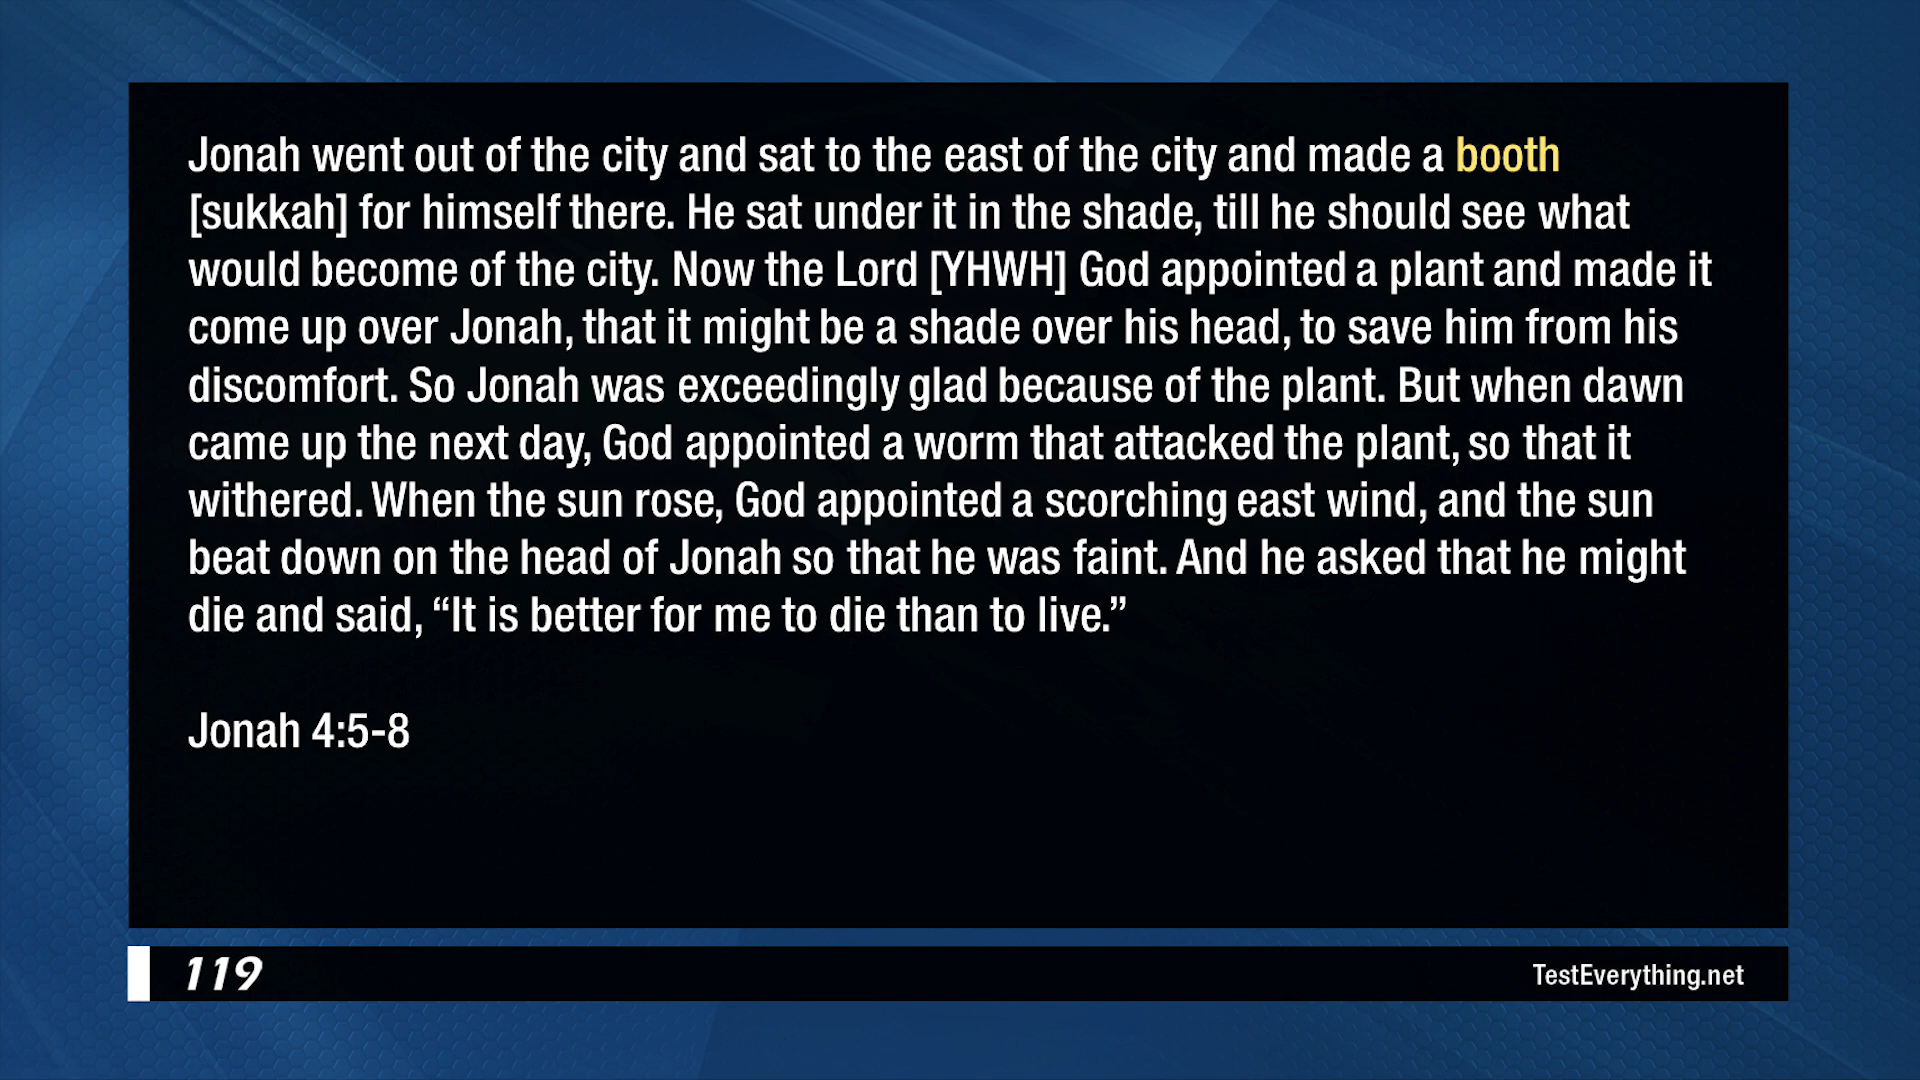 Jonah went out of the city and sat to the east of the city and made a booth
[sukkah] for himself there. He sat under it in the shade, till he should see what
would become of the city. Now the Lord [YHWH] God appointed a plant and made it
come up over Jonah, that it might be a shade over his head, to save him from his
discomfort. So Jonah was exceedingly glad because of the plant. But when dawn
came up the next day, God appointed a worm that attacked the plant, so that it
withered. When the sun rose, God appointed a scorching east wind, and the sun
beat down on the head of Jonah so that he was faint. And he asked that he might
die and said, “It is better for me to die than to live.”
Jonah 4:5-8
119
TestEverything.net